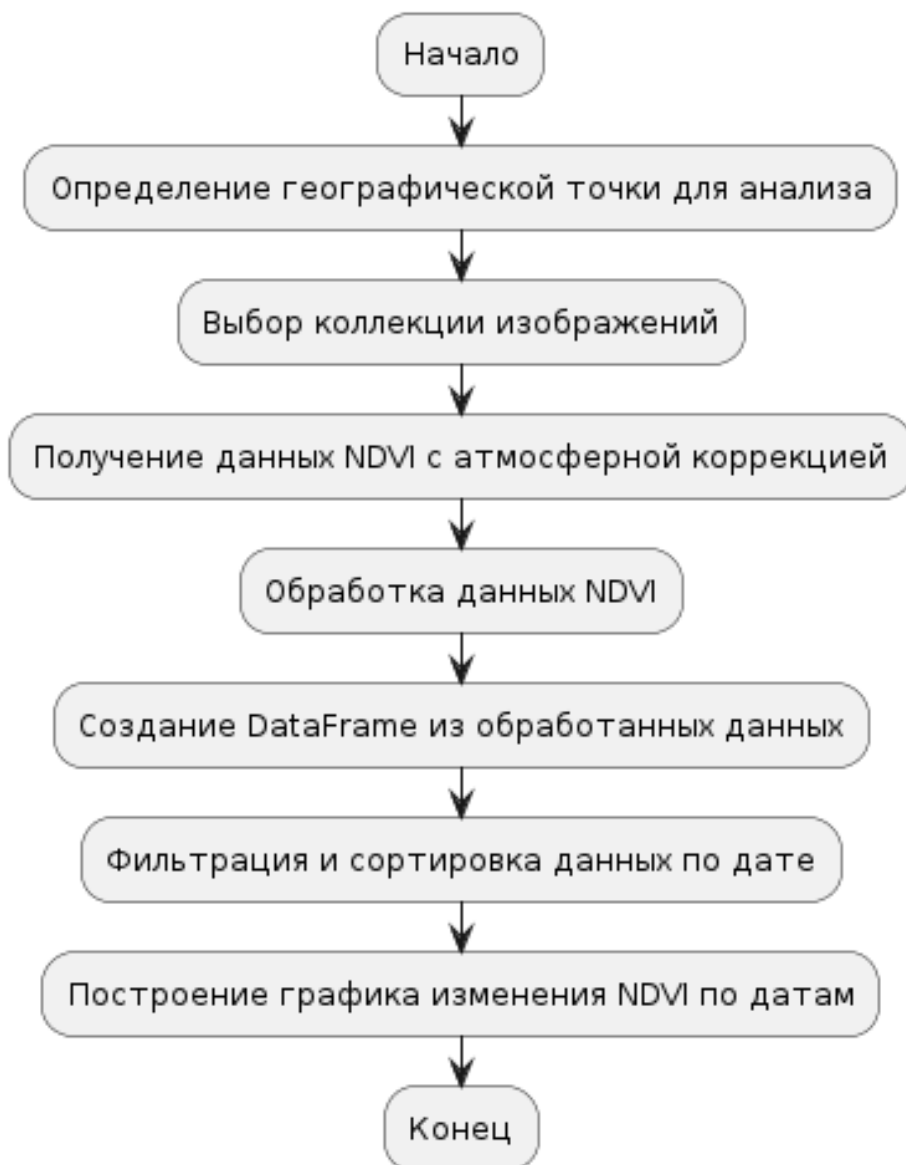 Начало
Определение географической точки для анализа
Выбор коллекции изображений
Получение данных NDVI с атмосферной коррекцией
Обработка данных NDVI
Создание DataFrame из обработанных данных
Фильтрация и сортировка данных по дате
Построение графика изменения NDVI по датам
Конец